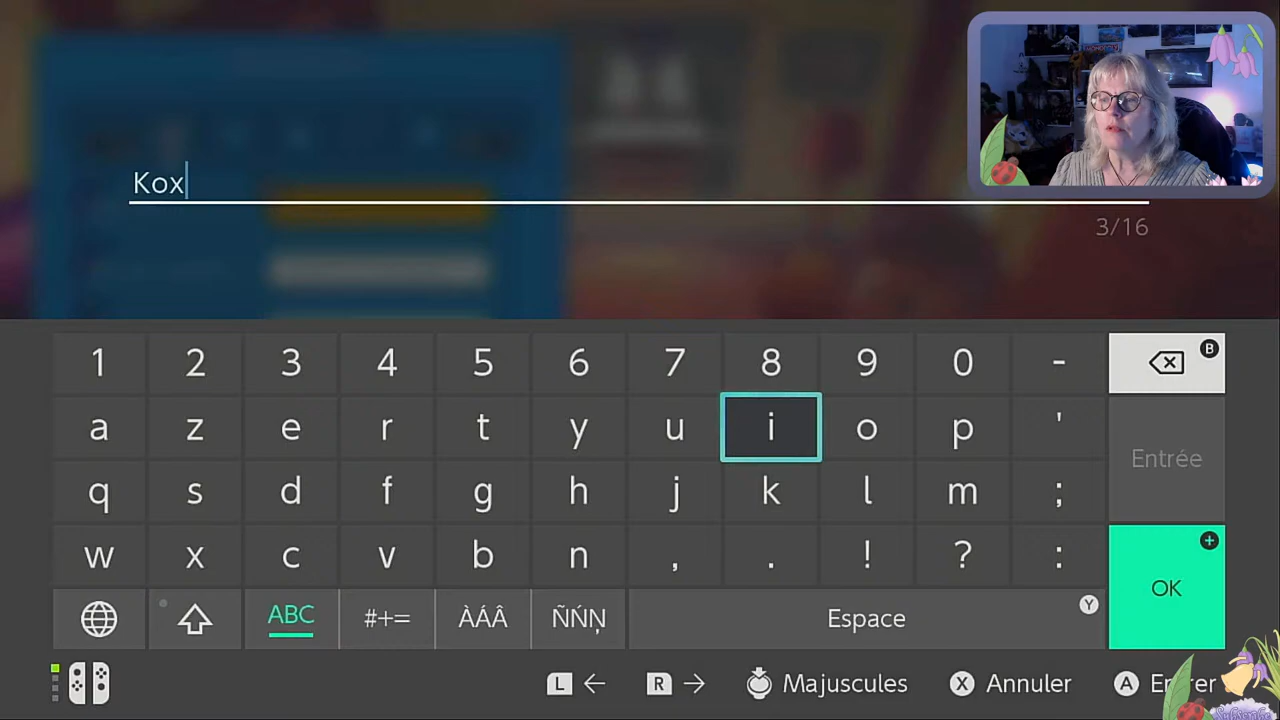 Kox
3/16
1 2 3 4 5 6 7 8 9 0 - B
a z e r t y u i o p '
Entrée
q s d f g h j k l m ;
w x c v b n , . ! ? : +
OK
ABC #+= ÀÁÂ ÑŃŅ Espace Y
L ← R → Majuscules X Annuler A Entrer
Subscribe